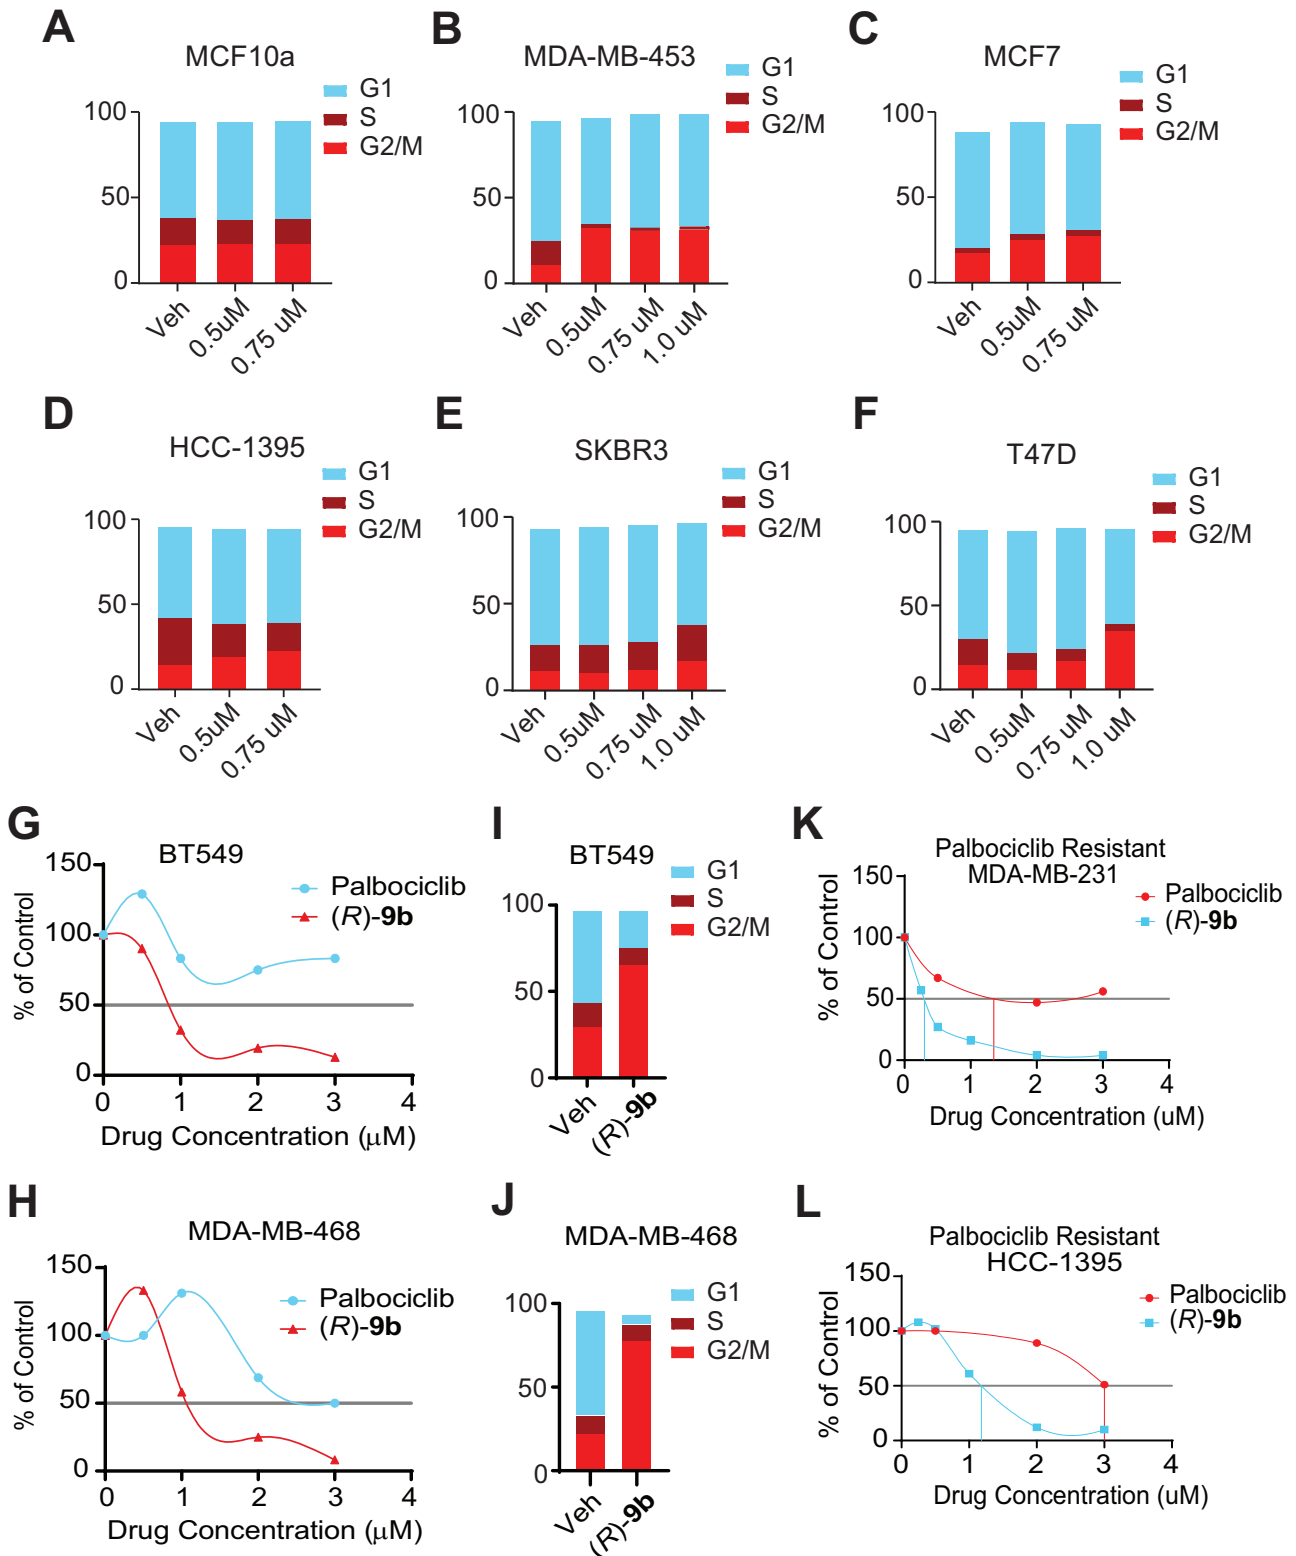 A
MCF10a
G1
S
G2/M
100
50
0
Veh
0.5uM
0.75 uM
B
MDA-MB-453
G1
S
G2/M
100
50
0
Veh
0.5uM
0.75 uM
1.0 uM
C
MCF7
G1
S
G2/M
100
50
0
Veh
0.5uM
0.75 uM
D
HCC-1395
G1
S
G2/M
100
50
0
Veh
0.5uM
0.75 uM
E
SKBR3
G1
S
G2/M
100
50
0
Veh
0.5uM
0.75 uM
1.0 uM
F
T47D
G1
S
G2/M
100
50
0
Veh
0.5uM
0.75 uM
1.0 uM
G
BT549
150
100
50
0
% of Control
Palbociclib
(R)-9b
0 1 2 3 4
Drug Concentration (μM)
I
BT549
G1
S
G2/M
100
50
0
Veh
(R)-9b
K
Palbociclib Resistant
MDA-MB-231
150
100
50
0
% of Control
Palbociclib
(R)-9b
0 1 2 3 4
Drug Concentration (uM)
H
MDA-MB-468
150
100
50
0
% of Control
Palbociclib
(R)-9b
0 1 2 3 4
Drug Concentration (μM)
J
MDA-MB-468
G1
S
G2/M
100
50
0
Veh
(R)-9b
L
Palbociclib Resistant
HCC-1395
150
100
50
0
% of Control
Palbociclib
(R)-9b
0 1 2 3 4
Drug Concentration (uM)